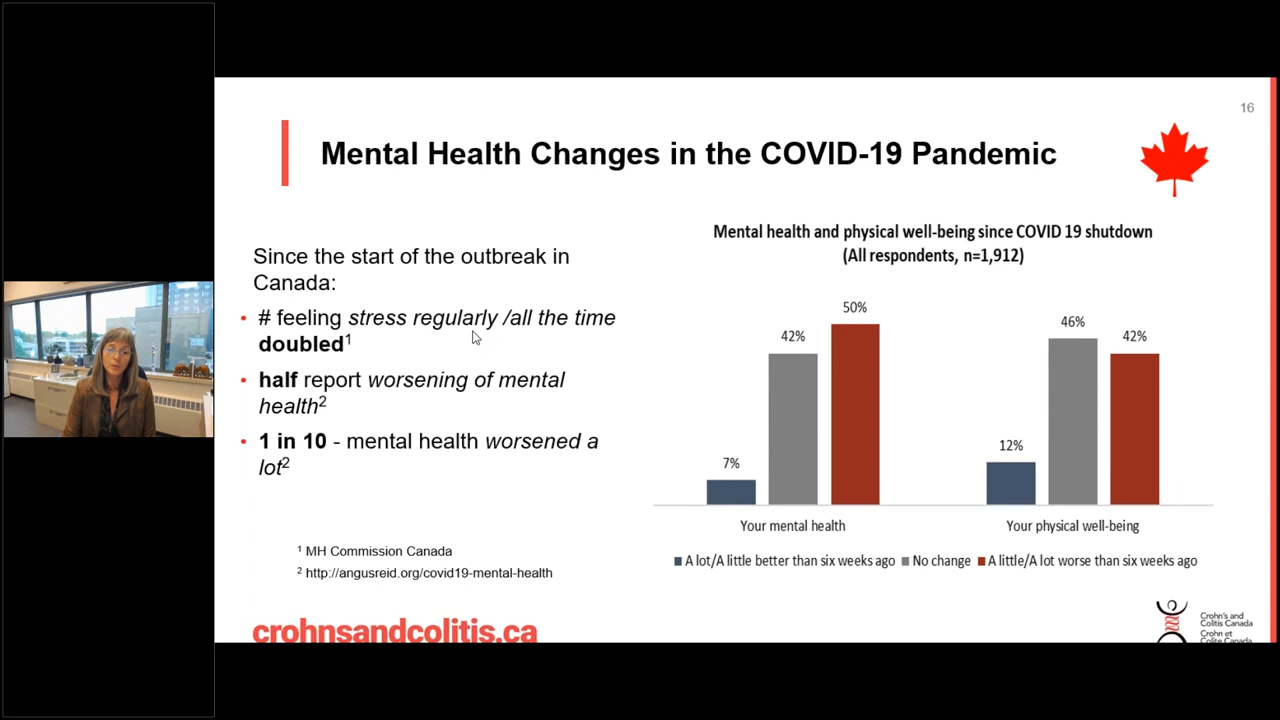 16
Mental Health Changes in the COVID-19 Pandemic
Since the start of the outbreak in
Canada:
• # feeling stress regularly /all the time
doubled1
• half report worsening of mental
health2
• 1 in 10 - mental health worsened a
lot2
1 MH Commission Canada
2 http://angusreid.org/covid19-mental-health
Mental health and physical well-being since COVID 19 shutdown
(All respondents, n=1,912)
7%
42%
50%
12%
46%
42%
Your mental health
Your physical well-being
A lot/A little better than six weeks ago
No change
A little/A lot worse than six weeks ago
crohnsandcolitis.ca
Crohn's and
Colitis Canada
Crohn et
Colite Canada